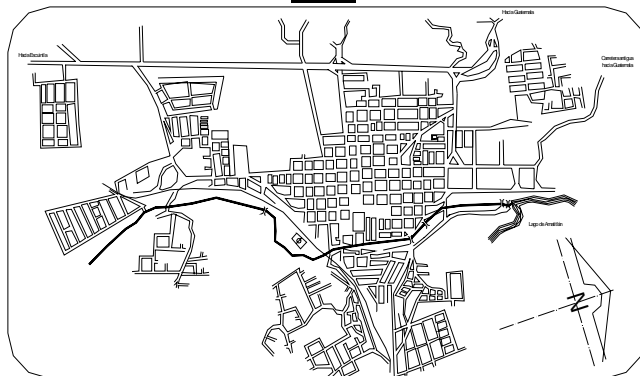 Hacia Guatemala
Hacia Escuintla
Carretera antigua
hacia Guatemala
Lago de Amatitlán
N